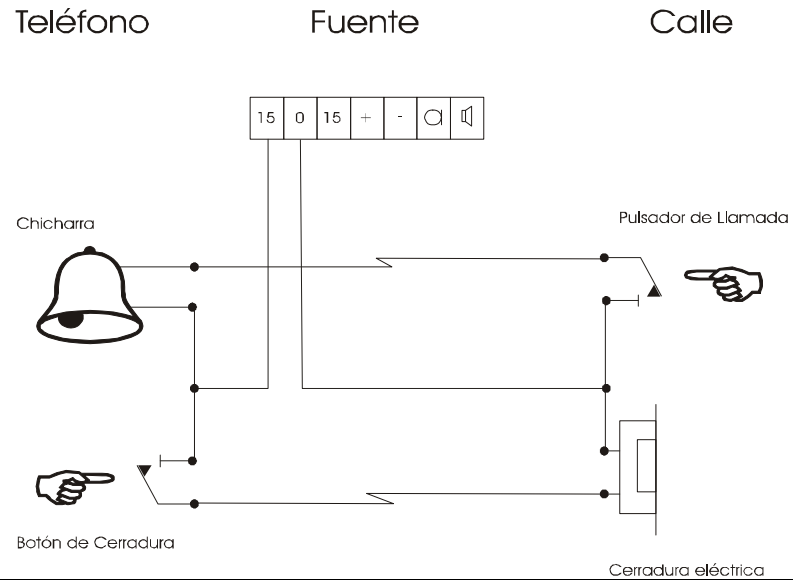 Teléfono Fuente Calle
15 0 15 + -
Chicharra
Pulsador de Llamada
Botón de Cerradura
Cerradura eléctrica